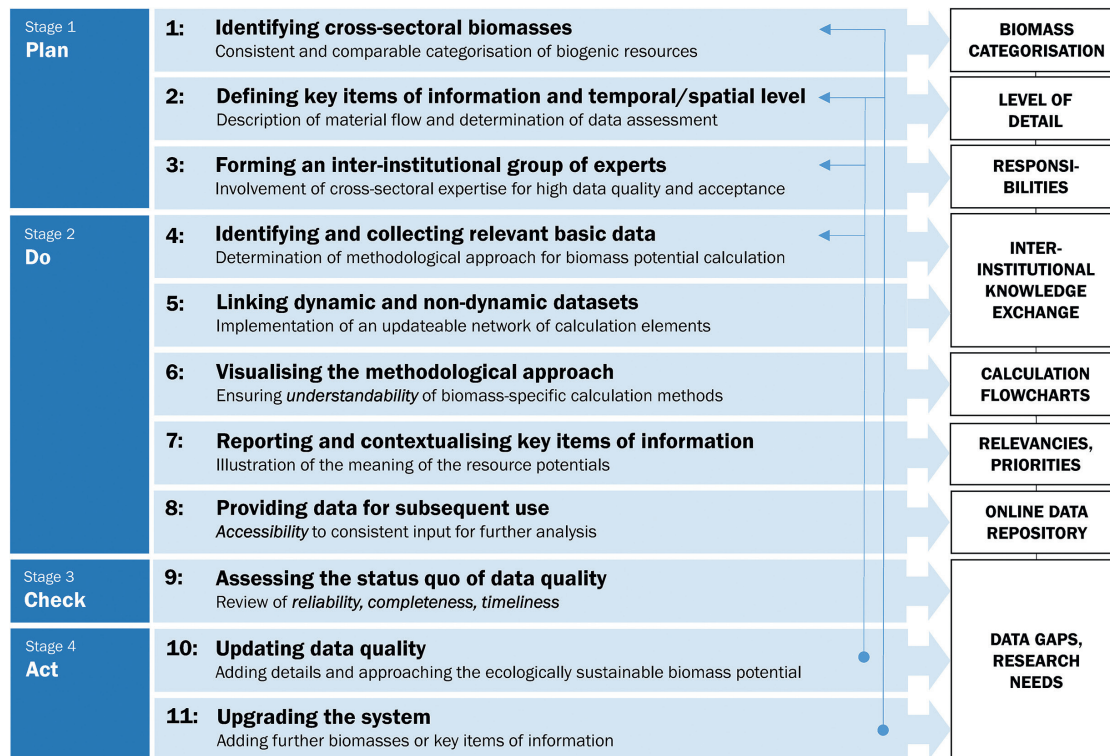 Stage 1
Plan
1: Identifying cross-sectoral biomasses
Consistent and comparable categorisation of biogenic resources
BIOMASS
CATEGORISATION
2: Defining key items of information and temporal/spatial level
Description of material flow and determination of data assessment
LEVEL OF
DETAIL
3: Forming an inter-institutional group of experts
Involvement of cross-sectoral expertise for high data quality and acceptance
RESPONSI-
BILITIES
Stage 2
Do
4: Identifying and collecting relevant basic data
Determination of methodological approach for biomass potential calculation
5: Linking dynamic and non-dynamic datasets
Implementation of an updateable network of calculation elements
INTER-
INSTITUTIONAL
KNOWLEDGE
EXCHANGE
6: Visualising the methodological approach
Ensuring understandability of biomass-specific calculation methods
CALCULATION
FLOWCHARTS
7: Reporting and contextualising key items of information
Illustration of the meaning of the resource potentials
RELEVANCIES,
PRIORITIES
8: Providing data for subsequent use
Accessibility to consistent input for further analysis
ONLINE DATA
REPOSITORY
Stage 3
Check
9: Assessing the status quo of data quality
Review of reliability, completeness, timeliness
Stage 4
Act
10: Updating data quality
Adding details and approaching the ecologically sustainable biomass potential
11: Upgrading the system
Adding further biomasses or key items of information
DATA GAPS,
RESEARCH
NEEDS